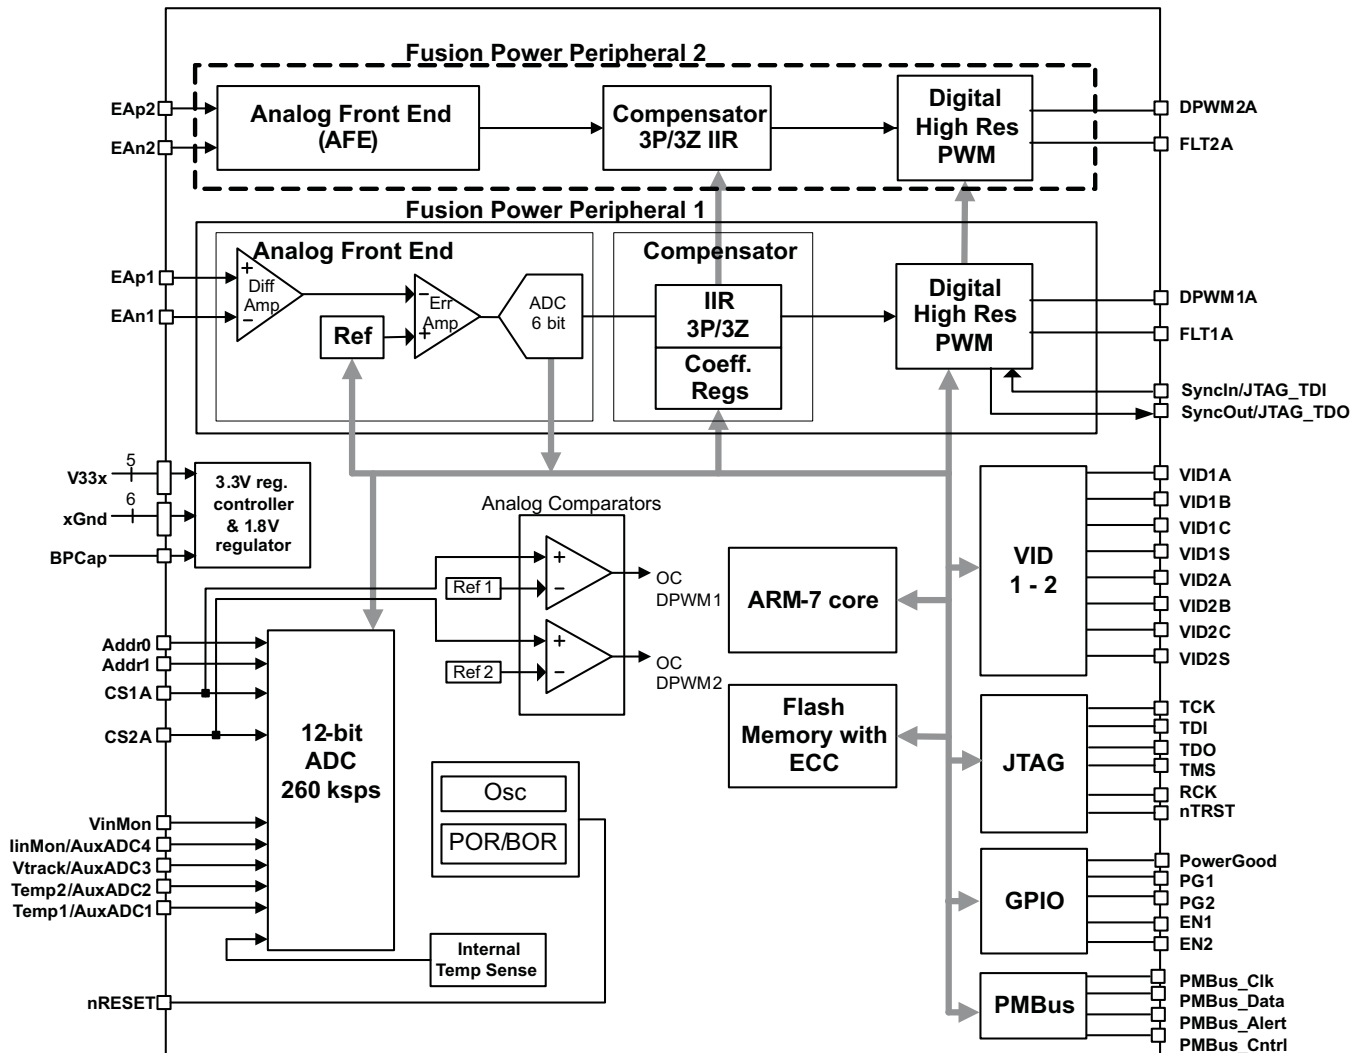 Fusion Power Peripheral 2
EAp2
EAn2
Analog Front End
(AFE)
Compensator
3P/3Z IIR
Digital
High Res
PWM
DPWM2A
FLT2A
Fusion Power Peripheral 1
Analog Front End
Compensator
EAp1
EAn1
+
Diff
Amp
−
Ref
−
Err
Amp
+
ADC
6 bit
IIR
3P/3Z
Coeff.
Regs
Digital
High Res
PWM
DPWM1A
FLT1A
SyncIn/JTAG_TDI
SyncOut/JTAG_TDO
V33x
5
xGnd
6
BPCap
3.3V reg.
controller
& 1.8V
regulator
Analog Comparators
Ref 1
+
−
OC
DPWM1
Ref 2
+
−
OC
DPWM2
ARM-7 core
Flash
Memory with
ECC
VID
1 - 2
VID1A
VID1B
VID1C
VID1S
VID2A
VID2B
VID2C
VID2S
Addr0
Addr1
CS1A
CS2A
12-bit
ADC
260 ksps
VinMon
IinMon/AuxADC4
Vtrack/AuxADC3
Temp2/AuxADC2
Temp1/AuxADC1
Osc
POR/BOR
Internal
Temp Sense
nRESET
JTAG
TCK
TDI
TDO
TMS
RCK
nTRST
GPIO
PowerGood
PG1
PG2
EN1
EN2
PMBus
PMBus_Clk
PMBus_Data
PMBus_Alert
PMBus_Cntrl